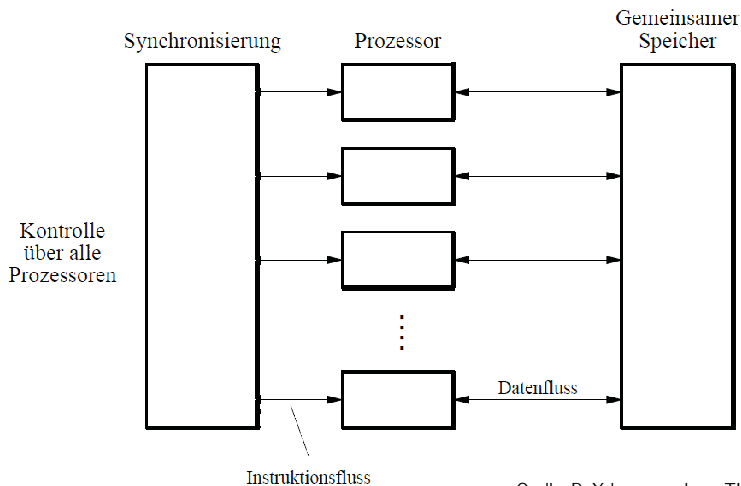 Gemeinsamer
Speicher
Synchronisierung
Prozessor
Kontrolle
über alle
Prozessoren
Datenfluss
Instruktionsfluss